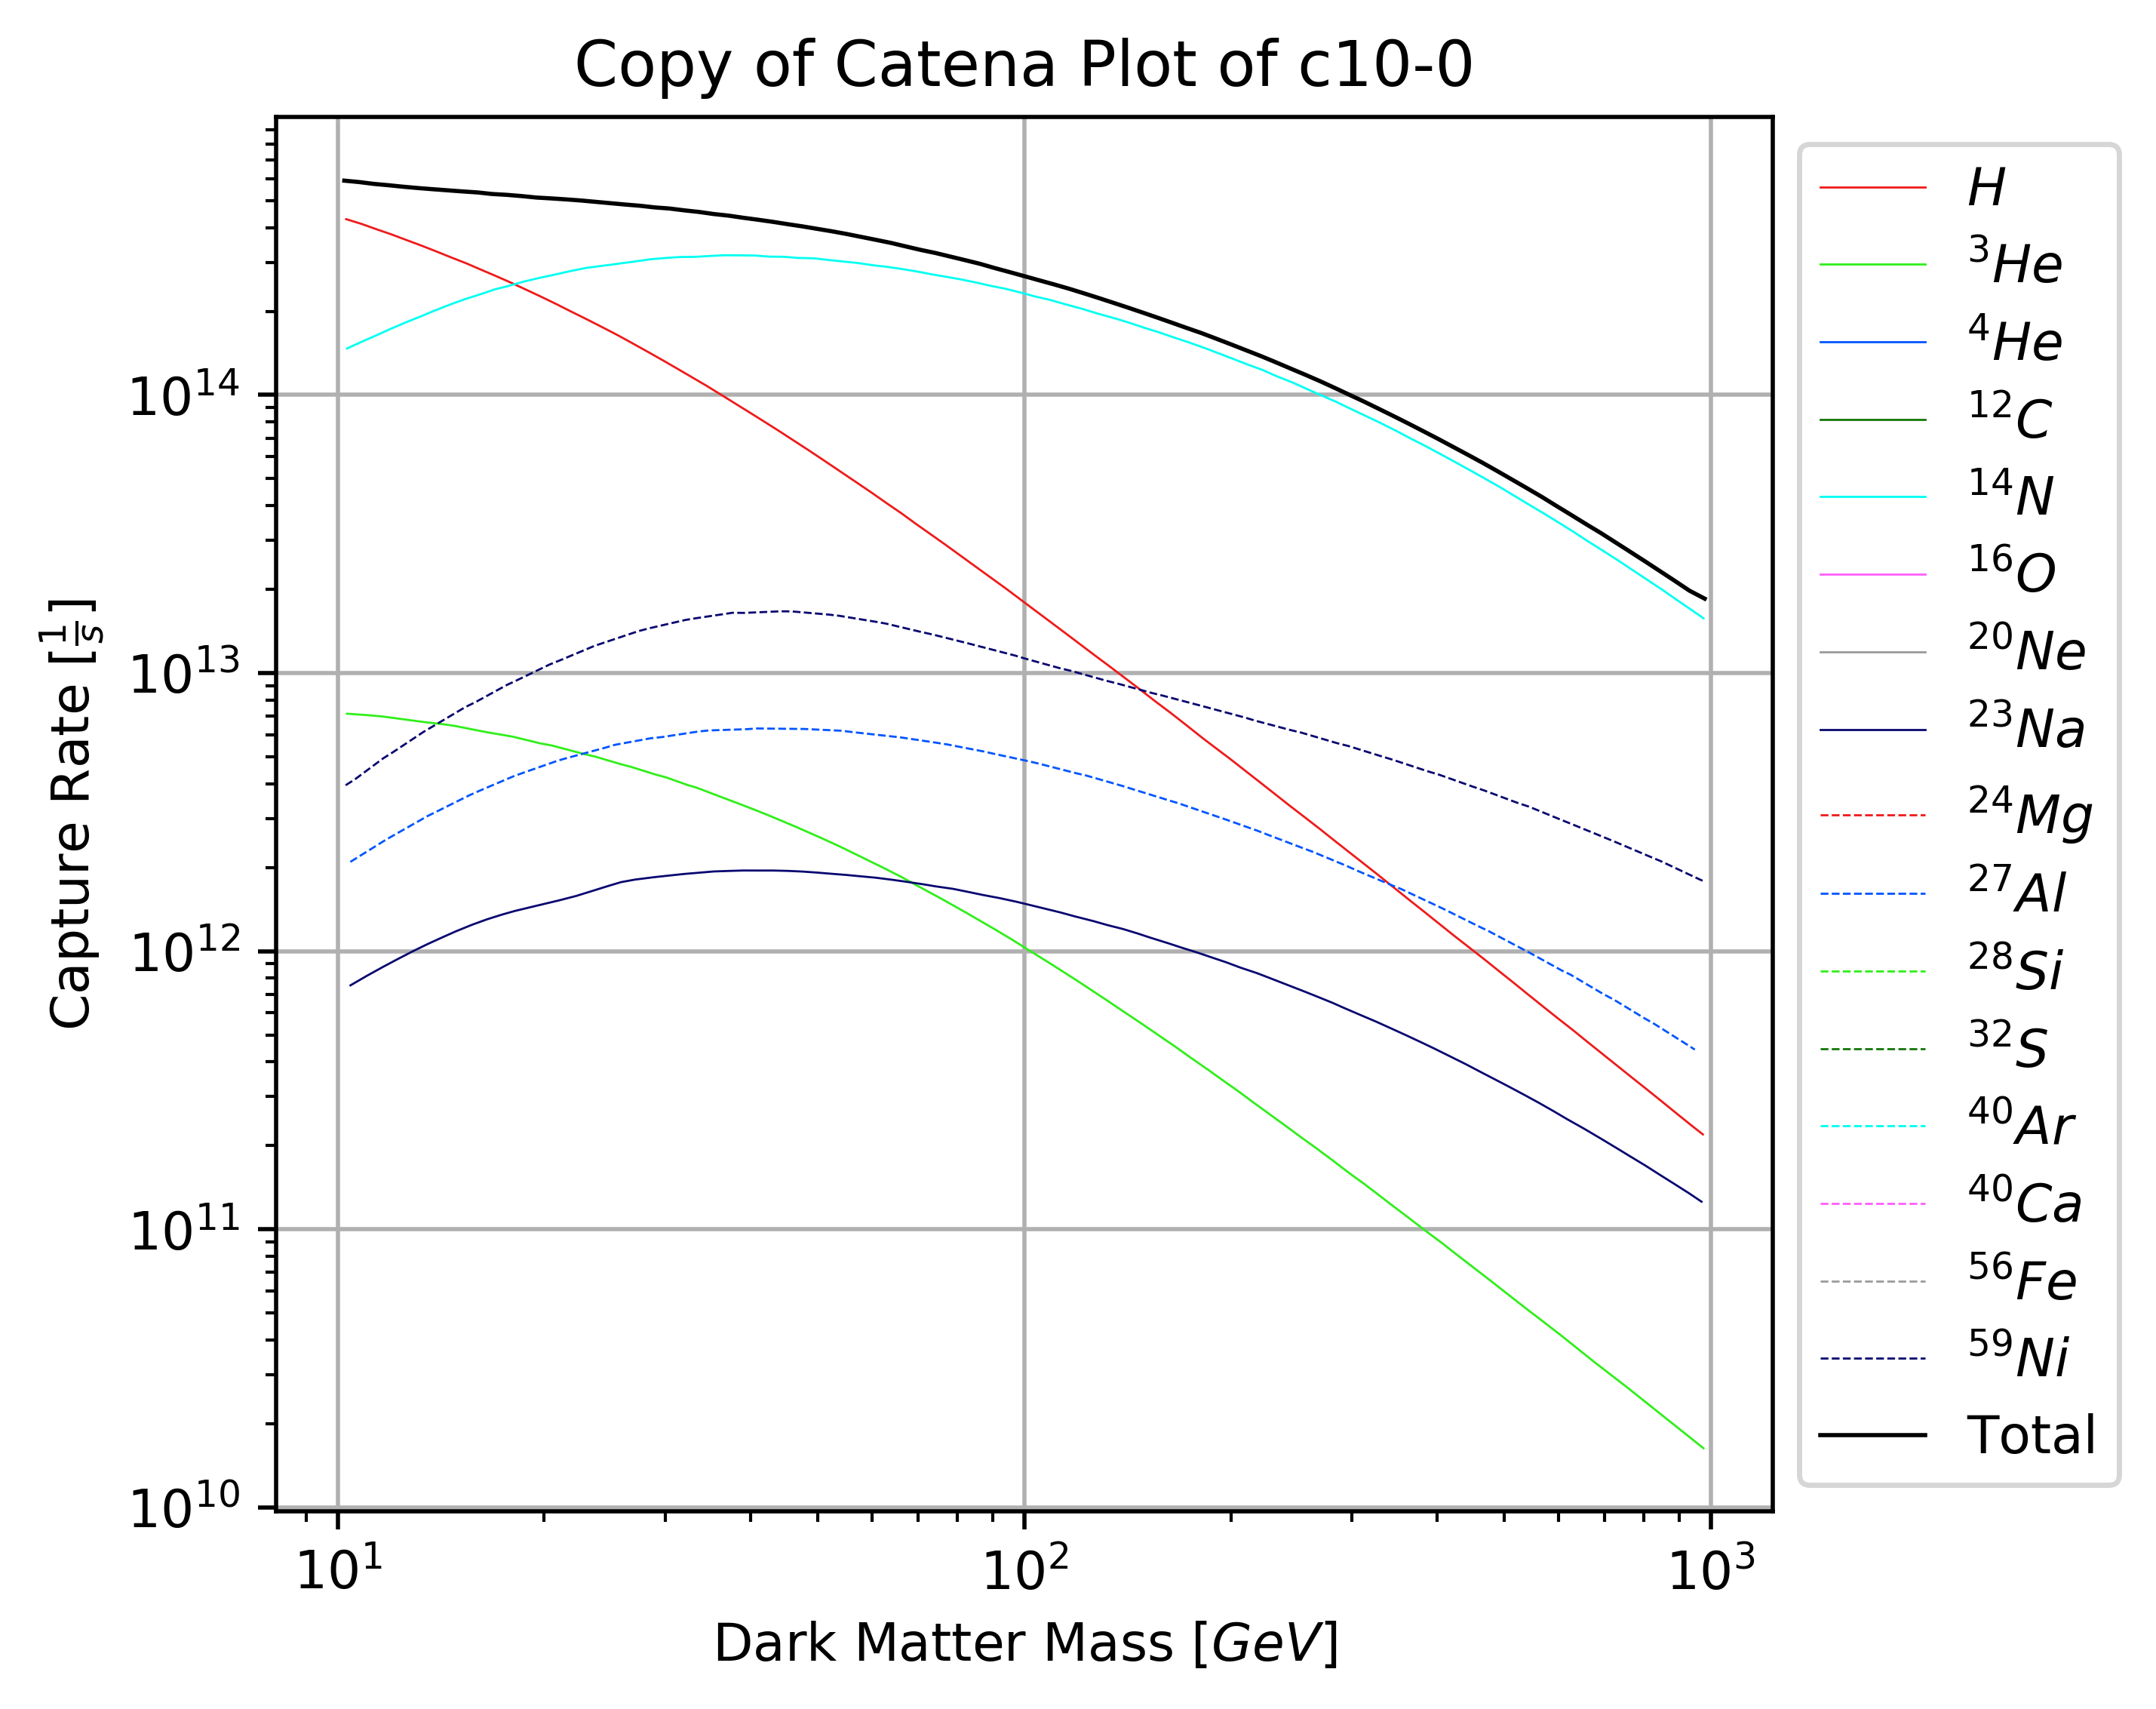 Copy of Catena Plot of c10-0
Capture Rate [1/s]
10^14
10^13
10^12
10^11
10^10
10^1 10^2 10^3
Dark Matter Mass [GeV]
H
^3He
^4He
^12C
^14N
^16O
^20Ne
^23Na
^24Mg
^27Al
^28Si
^32S
^40Ar
^40Ca
^56Fe
^59Ni
Total